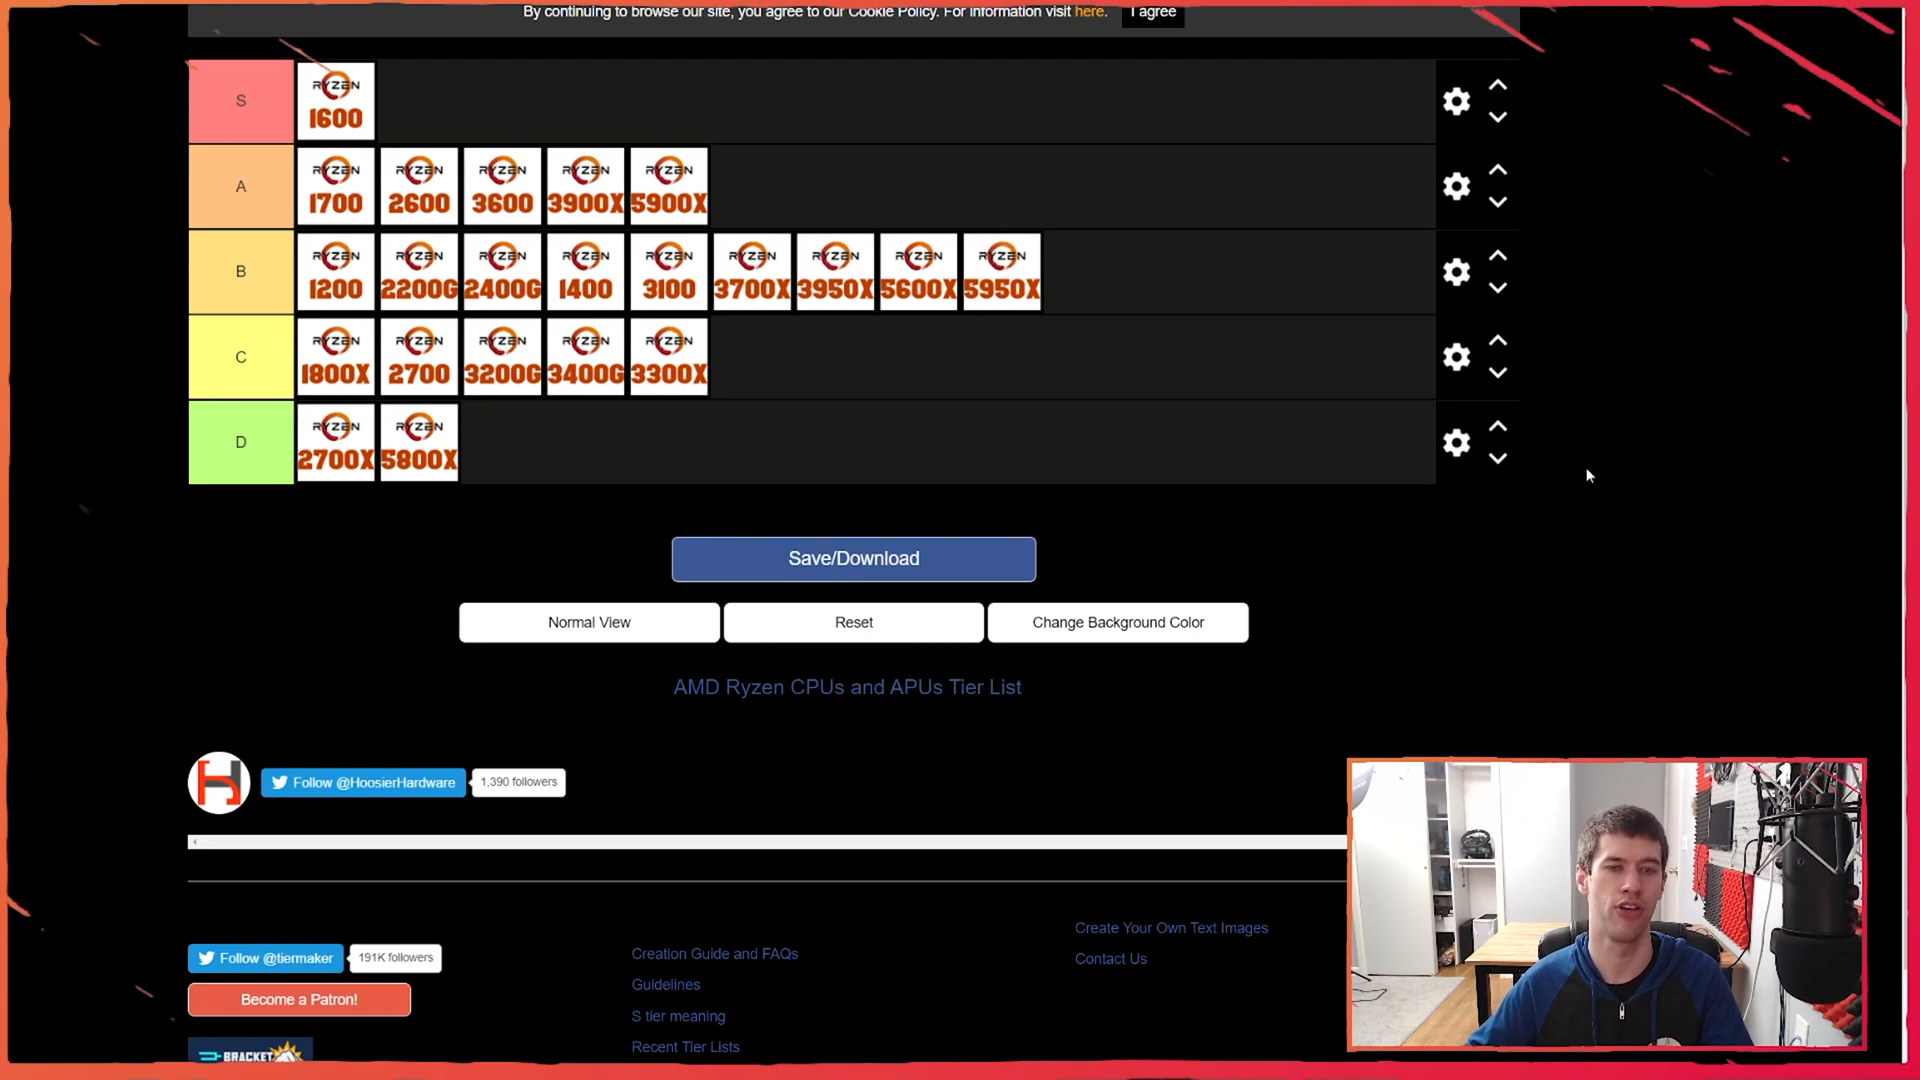 By continuing to browse our site, you agree to our Cookie Policy. For information visit here. I agree
S
RYZEN 1600
A
RYZEN RYZEN RYZEN RYZEN RYZEN
1700 2600 3600 3900X 5900X
B
RYZEN RYZEN RYZEN RYZEN RYZEN RYZEN RYZEN RYZEN RYZEN
1200 2200G 2400G 1400 3100 3700X 3950X 5600X 5950X
C
RYZEN RYZEN RYZEN RYZEN RYZEN
1800X 2700 3200G 3400G 3300X
D
RYZEN RYZEN
2700X 5800X
Save/Download
Normal View Reset Change Background Color
AMD Ryzen CPUs and APUs Tier List
H Follow @HoosierHardware 1,390 followers
Follow @tiermaker 191K followers
Become a Patron!
BRACKET
Creation Guide and FAQs
Guidelines
S tier meaning
Recent Tier Lists
Create Your Own Text Images
Contact Us